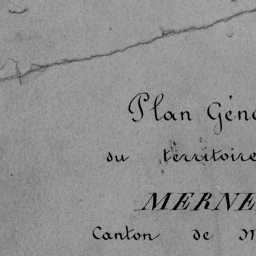 Plan Géné
du territoire
MERNE
Canton de M